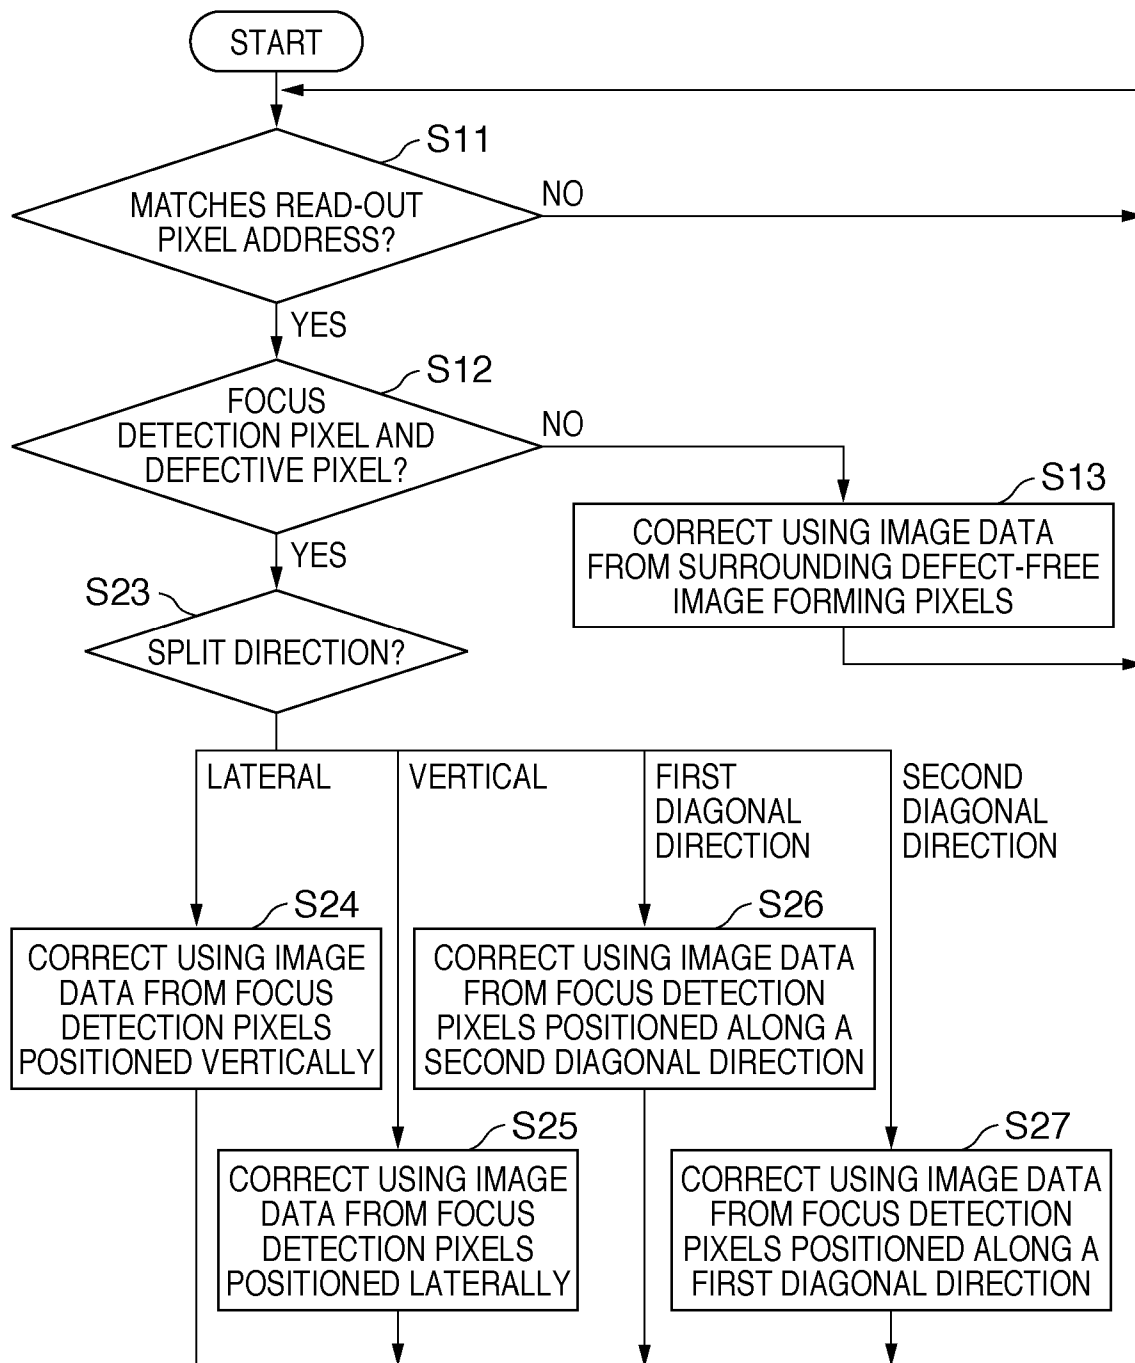 START
S11
MATCHES READ-OUT
PIXEL ADDRESS?
NO
YES
S12
FOCUS
DETECTION PIXEL AND
DEFECTIVE PIXEL?
NO
YES
S13
CORRECT USING IMAGE DATA
FROM SURROUNDING DEFECT-FREE
IMAGE FORMING PIXELS
S23
SPLIT DIRECTION?
LATERAL
VERTICAL
FIRST
DIAGONAL
DIRECTION
SECOND
DIAGONAL
DIRECTION
S24
CORRECT USING IMAGE
DATA FROM FOCUS
DETECTION PIXELS
POSITIONED VERTICALLY
S26
CORRECT USING IMAGE DATA
FROM FOCUS DETECTION
PIXELS POSITIONED ALONG A
SECOND DIAGONAL DIRECTION
S25
CORRECT USING IMAGE
DATA FROM FOCUS
DETECTION PIXELS
POSITIONED LATERALLY
S27
CORRECT USING IMAGE DATA
FROM FOCUS DETECTION
PIXELS POSITIONED ALONG A
FIRST DIAGONAL DIRECTION